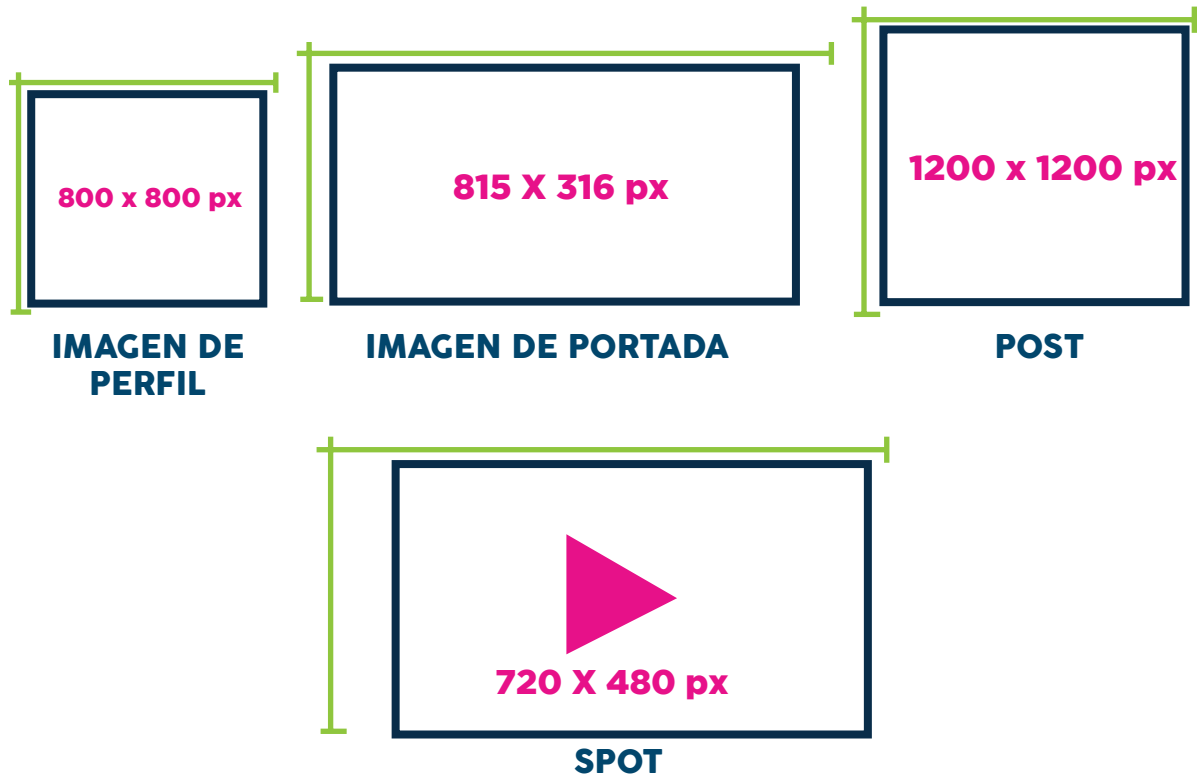 800 x 800 px
IMAGEN DE
PERFIL
815 X 316 px
IMAGEN DE PORTADA
1200 x 1200 px
POST
720 X 480 px
SPOT